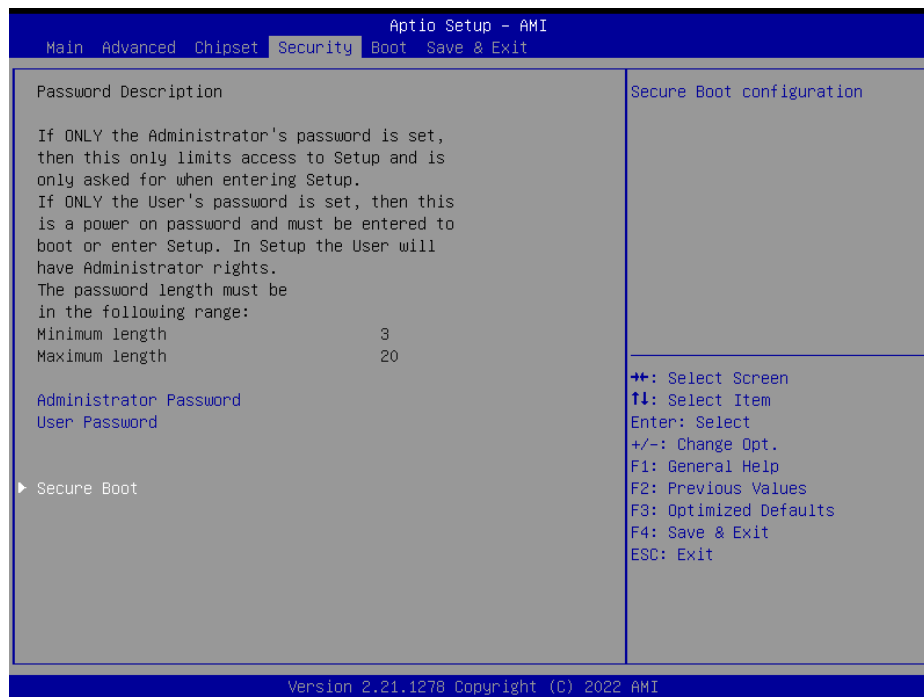 Aptio Setup – AMI
Main Advanced Chipset Security Boot Save & Exit
Password Description
If ONLY the Administrator's password is set,
then this only limits access to Setup and is
only asked for when entering Setup.
If ONLY the User's password is set, then this
is a power on password and must be entered to
boot or enter Setup. In Setup the User will
have Administrator rights.
The password length must be
in the following range:
Minimum length 3
Maximum length 20
Administrator Password
User Password
Secure Boot
Secure Boot configuration
→←: Select Screen
↑↓: Select Item
Enter: Select
+/-: Change Opt.
F1: General Help
F2: Previous Values
F3: Optimized Defaults
F4: Save & Exit
ESC: Exit
Version 2.21.1278 Copyright (C) 2022 AMI